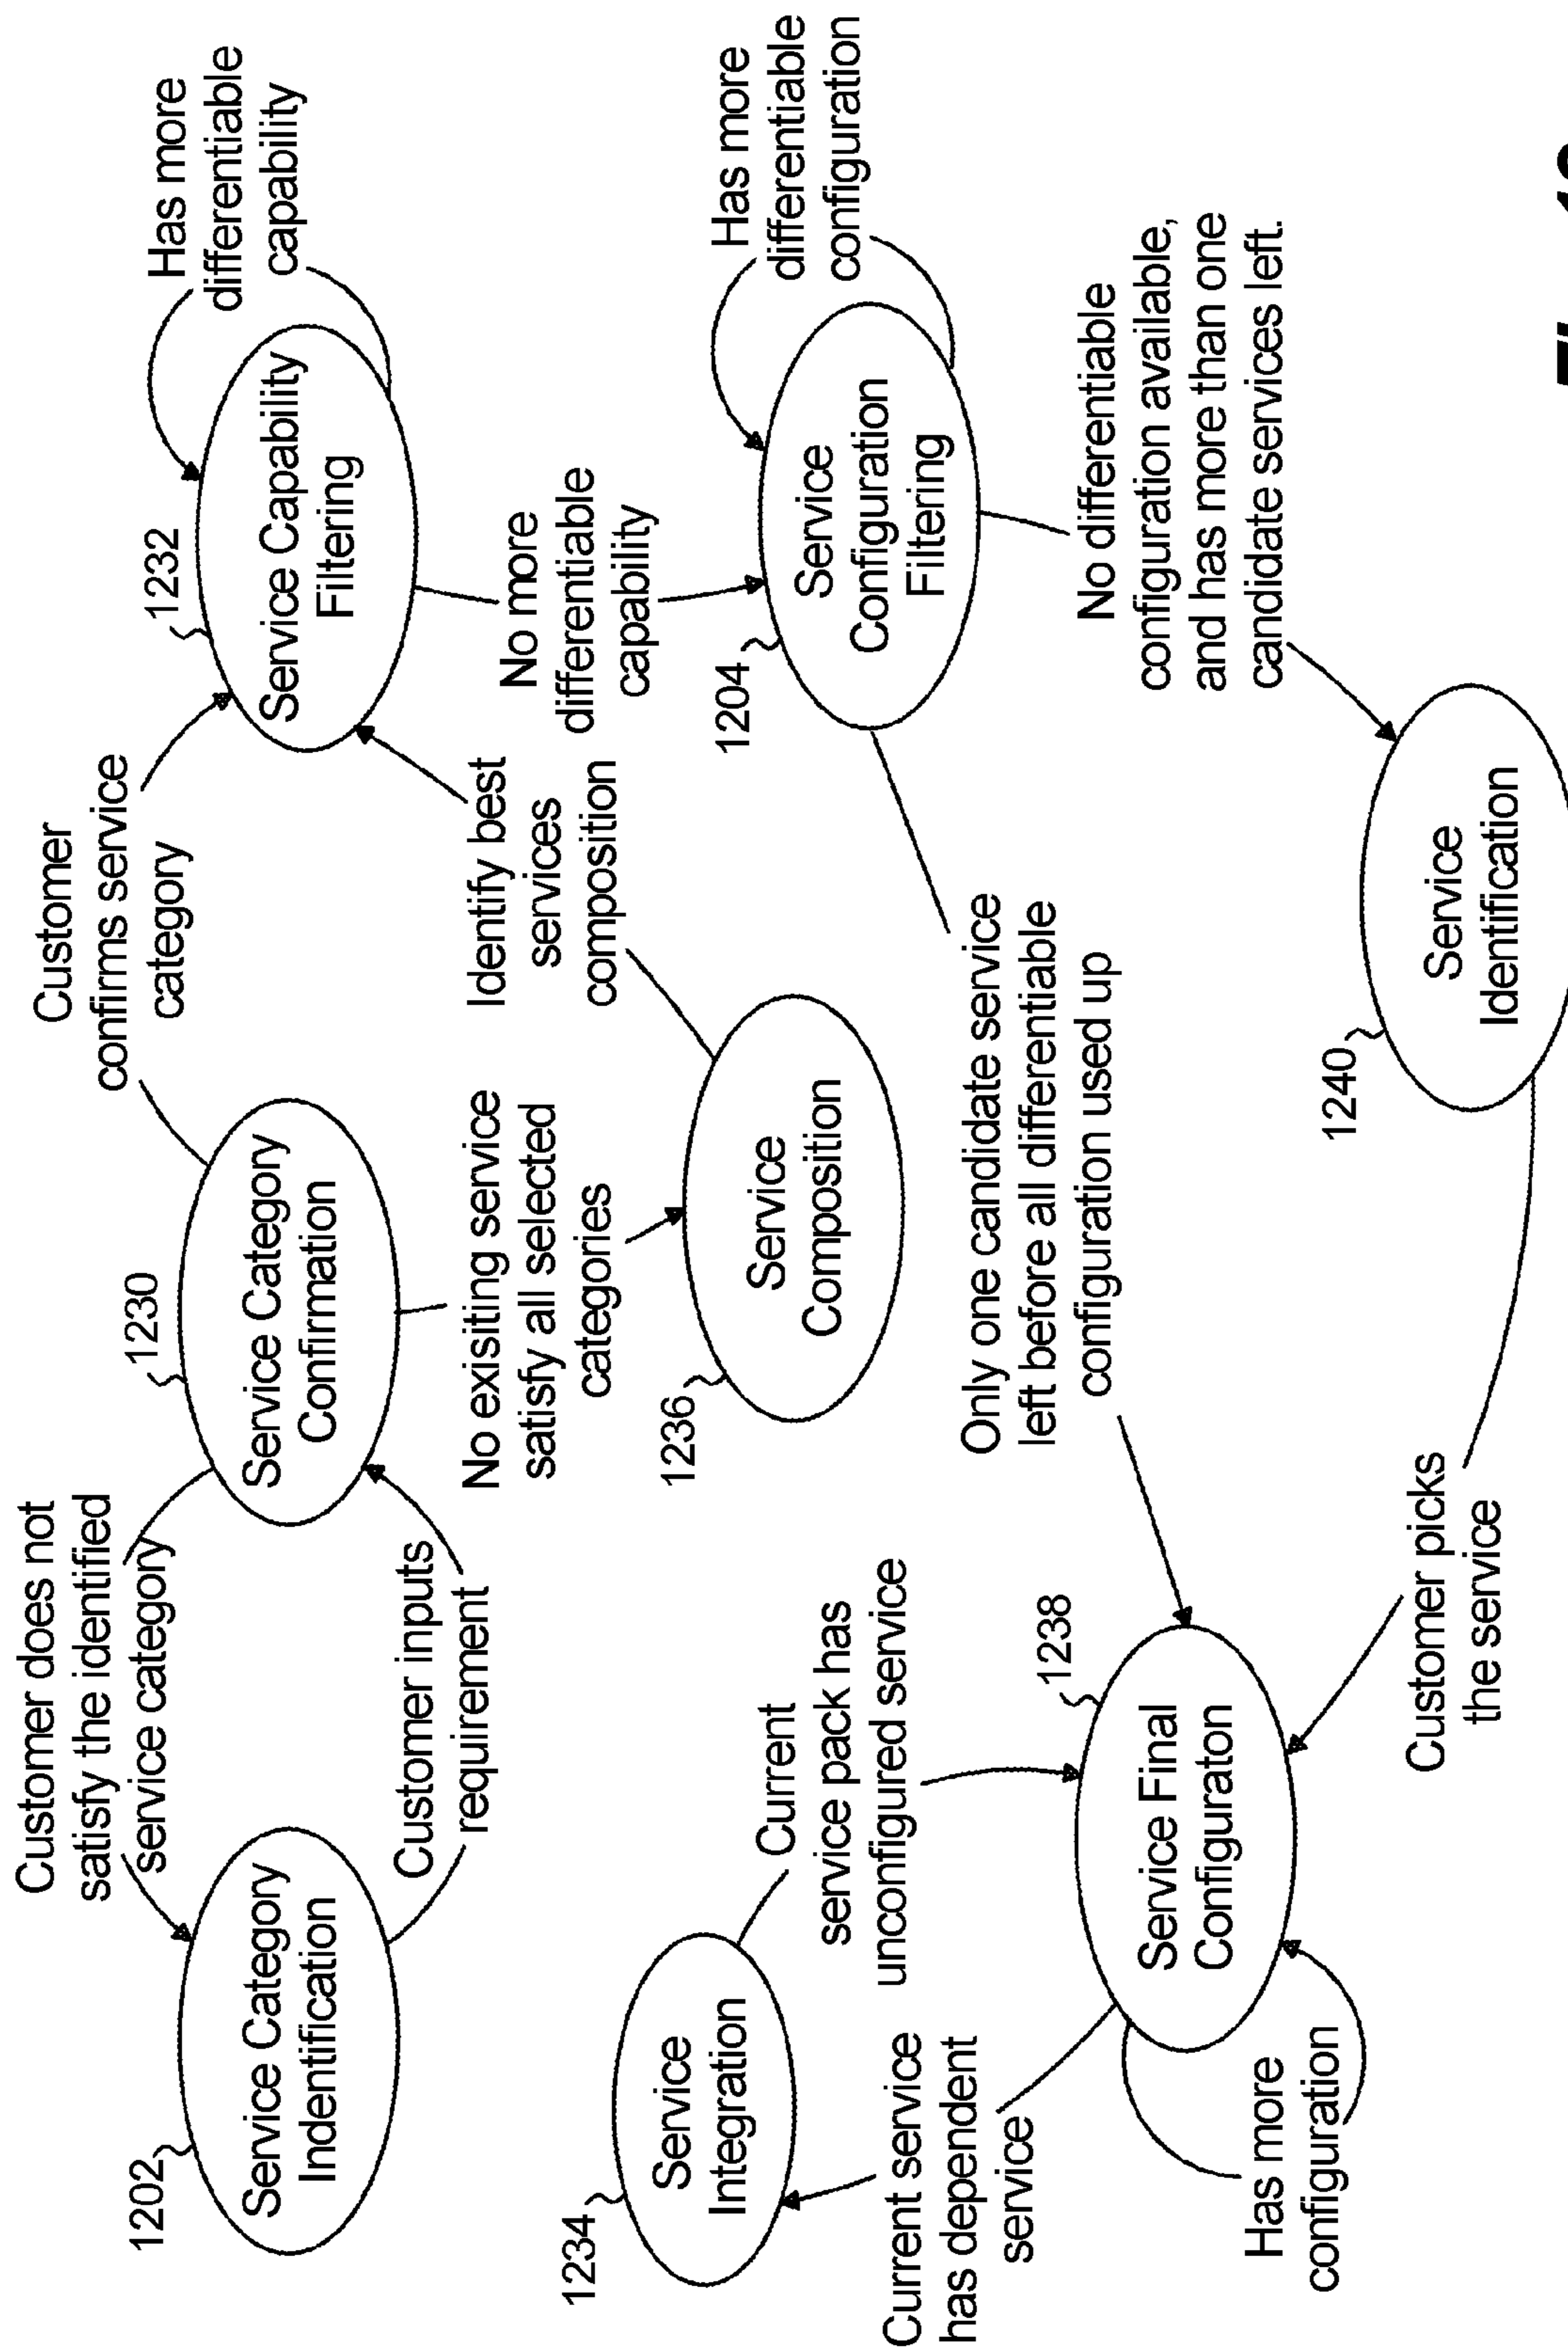 Customer does not
satisfy the identified
service category
Customer
confirms service
category
Has more
differentiable
capability
1202
Service Category
Indentification
Customer inputs
requirement
1230
Service Category
Confirmation
1232
Service Capability
Filtering
No exisiting service
satisfy all selected
categories
Identify best
services
composition
No more
differentiable
capability
1234
Service
Integration
Current
service pack has
unconfigured service
1236
Service
Composition
1204
Service
Configuration
Filtering
Has more
differentiable
configuration
Current service
has dependent
service
1238
Service Final
Configuraton
Only one candidate service
left before all differentiable
configuration used up
No differentiable
configuration available,
and has more than one
candidate services left.
Has more
configuration
Customer picks
the service
1240
Service
Identification